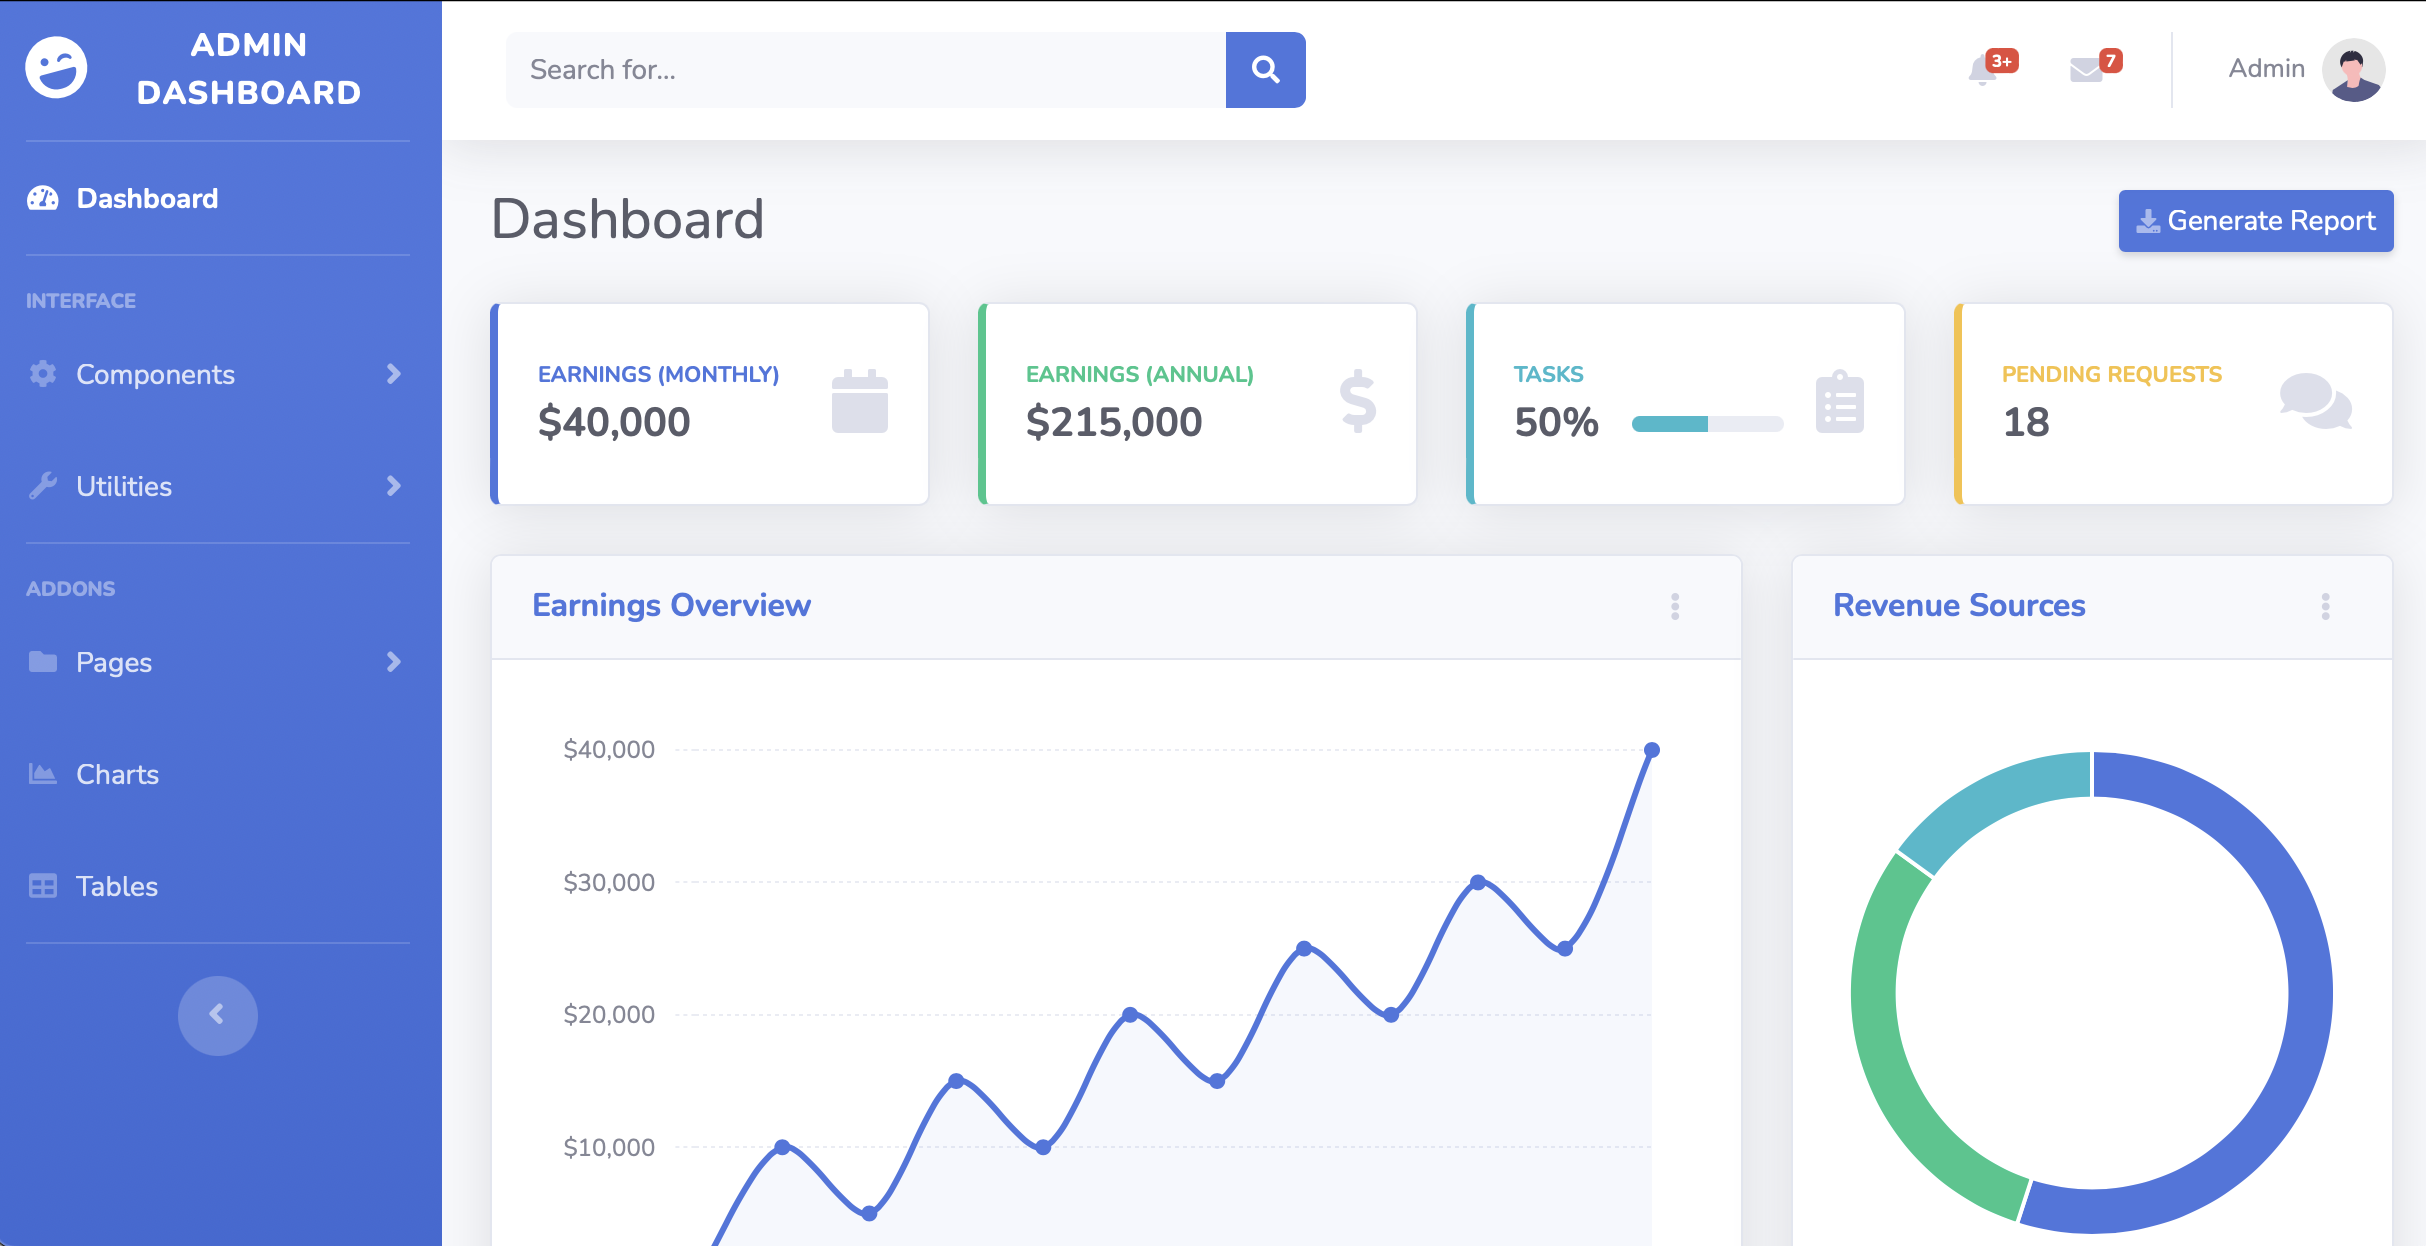 ADMIN
DASHBOARD
Dashboard
INTERFACE
Components
Utilities
ADDONS
Pages
Charts
Tables
Search for...
3+
7
Admin
Dashboard
Generate Report
EARNINGS (MONTHLY)
$40,000
EARNINGS (ANNUAL)
$215,000
TASKS
50%
PENDING REQUESTS
18
Earnings Overview
$40,000
$30,000
$20,000
$10,000
Revenue Sources